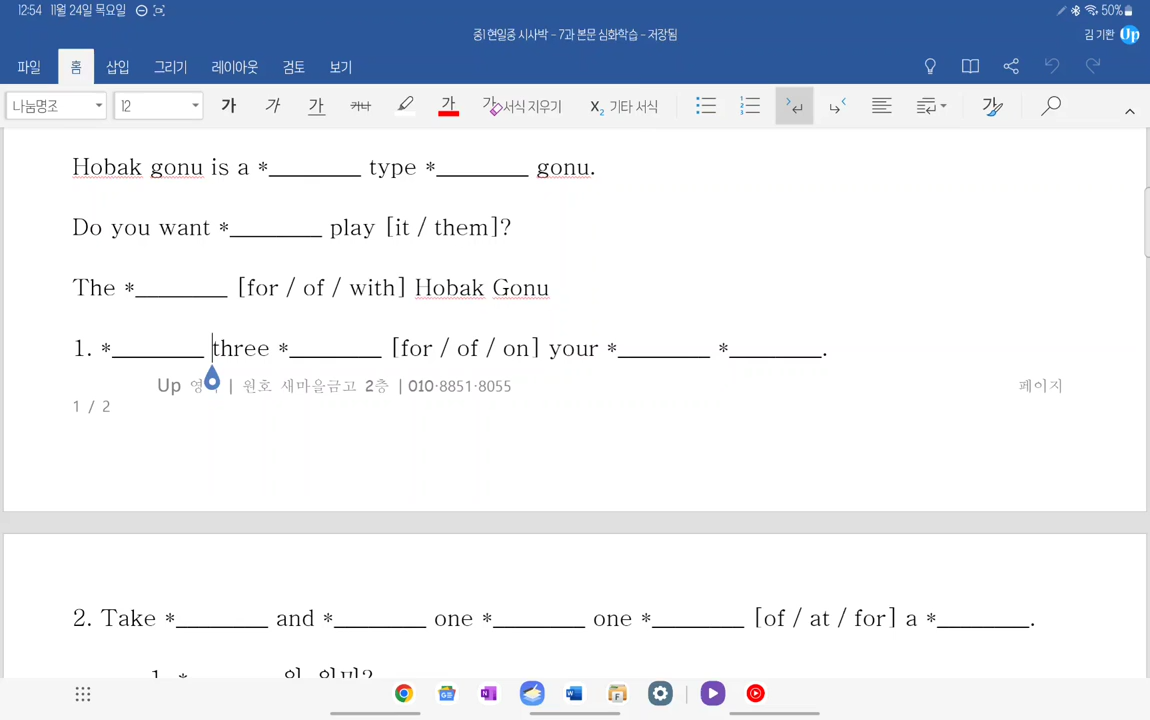 12:54 11월 24일 목요일
50%
중1 현일중 시사박 – 7과 본문 심화학습 – 저장됨
김 기환 Up
파일 홈 삽입 그리기 레이아웃 검토 보기
나눔명조 12 가 가 가 가나 가 가 서식 지우기 X₂ 기타 서식 가
Hobak gonu is a *________ type *________ gonu.
Do you want *________ play [it / them]?
The *________ [for / of / with] Hobak Gonu
1. *________ three *________ [for / of / on] your *________ *________.
Up | 원호 새마을금고 2층 | 010·8851·8055 페이지
1 / 2
2. Take *________ and *________ one *________ one *________ [of / at / for] a *________.